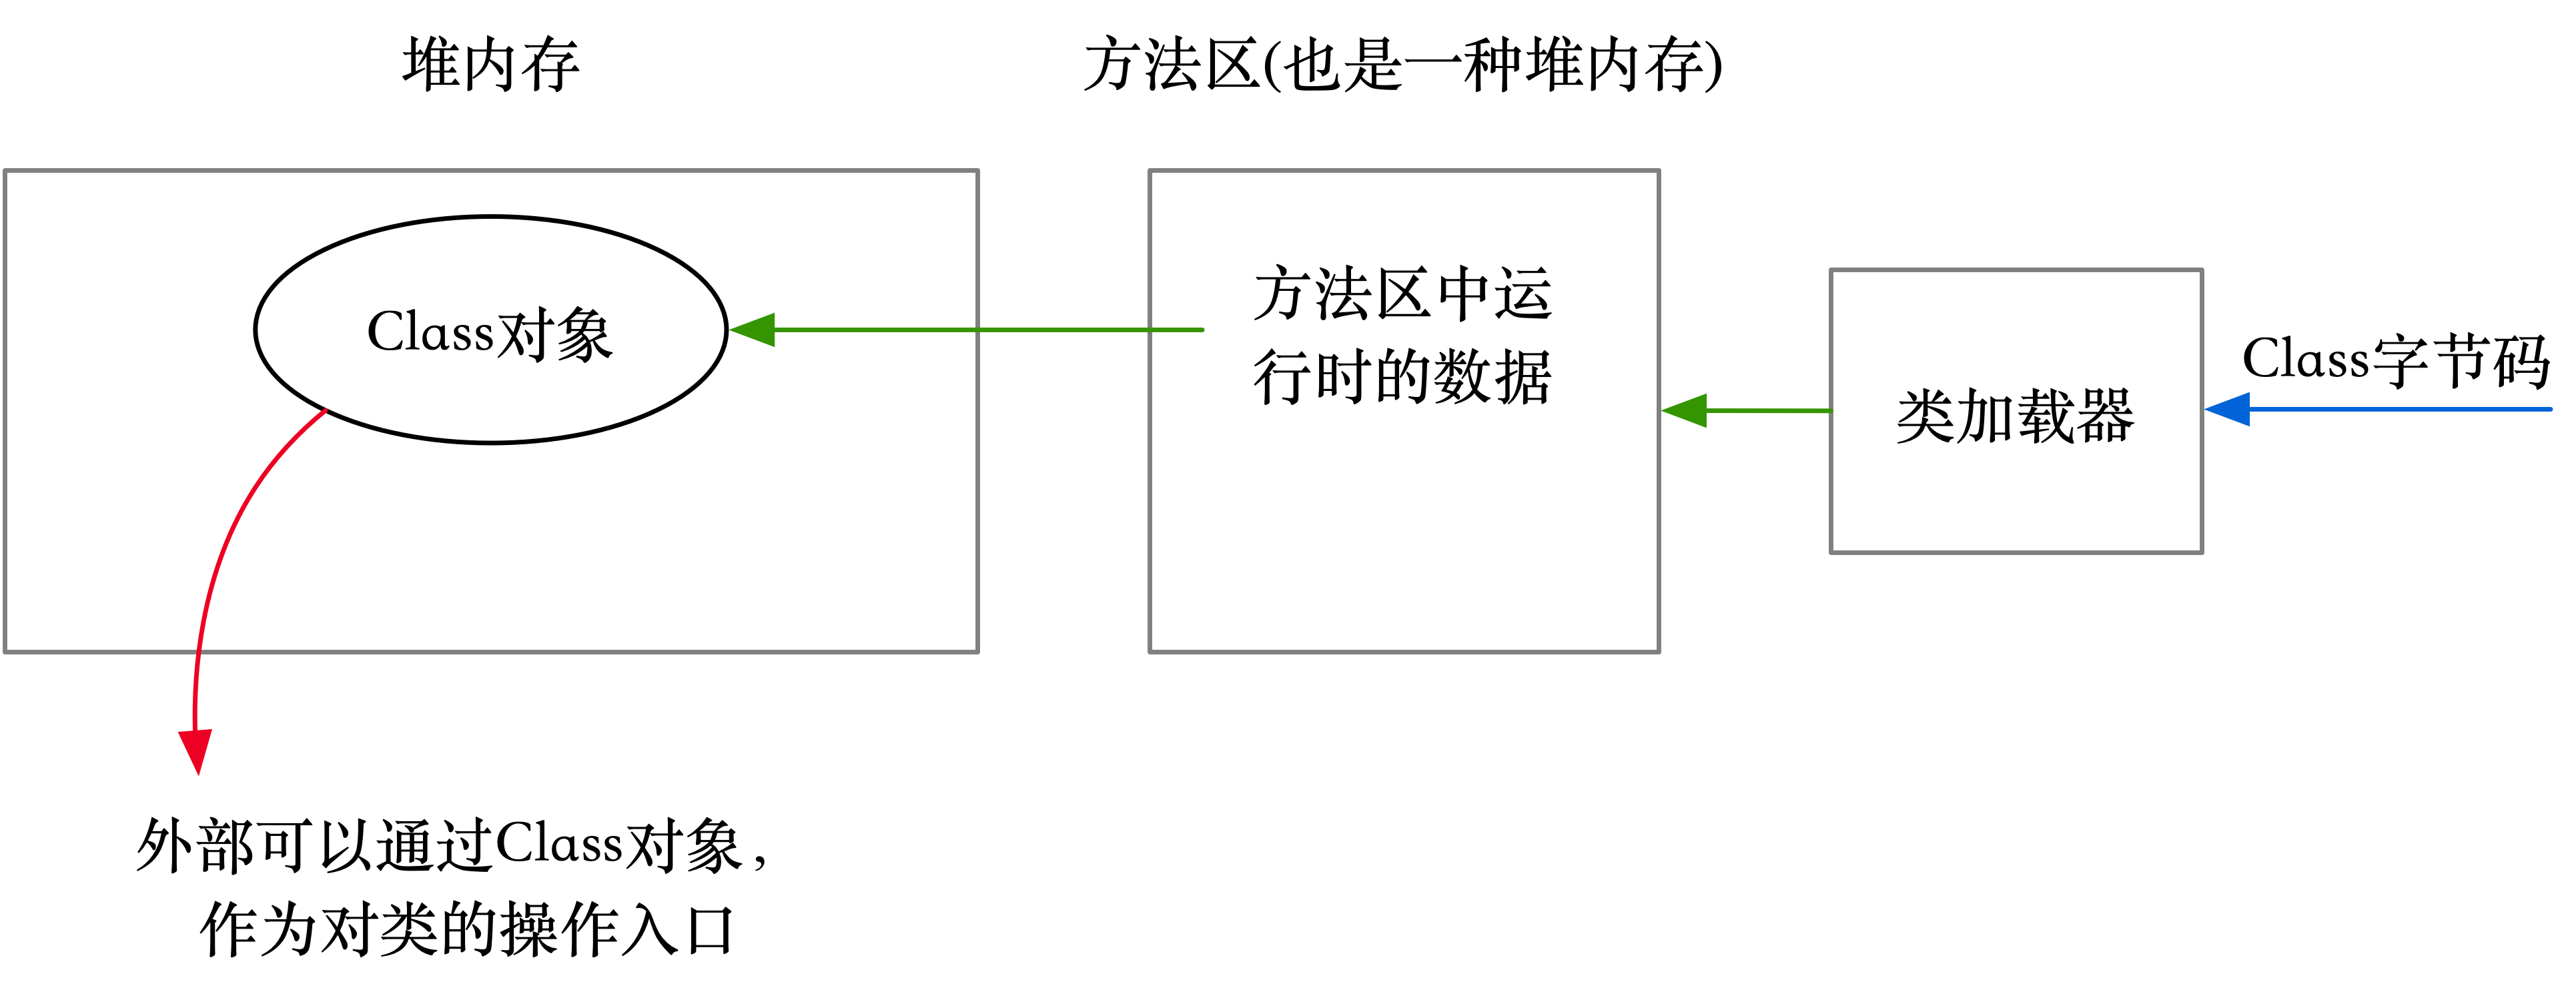 堆内存
方法区(也是一种堆内存)
Class对象
方法区中运
行时的数据
类加载器
Class字节码
外部可以通过Class对象，
作为对类的操作入口